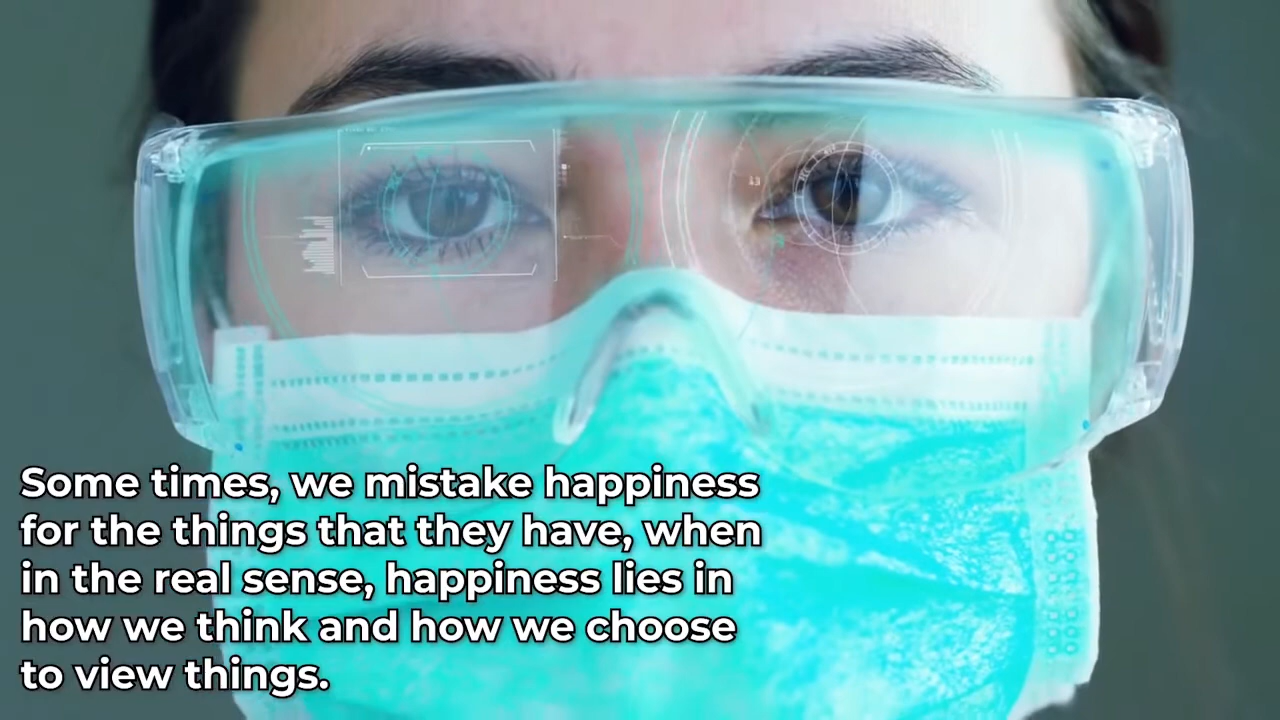 13
Some times, we mistake happiness
for the things that they have, when
in the real sense, happiness lies in
how we think and how we choose
to view things.